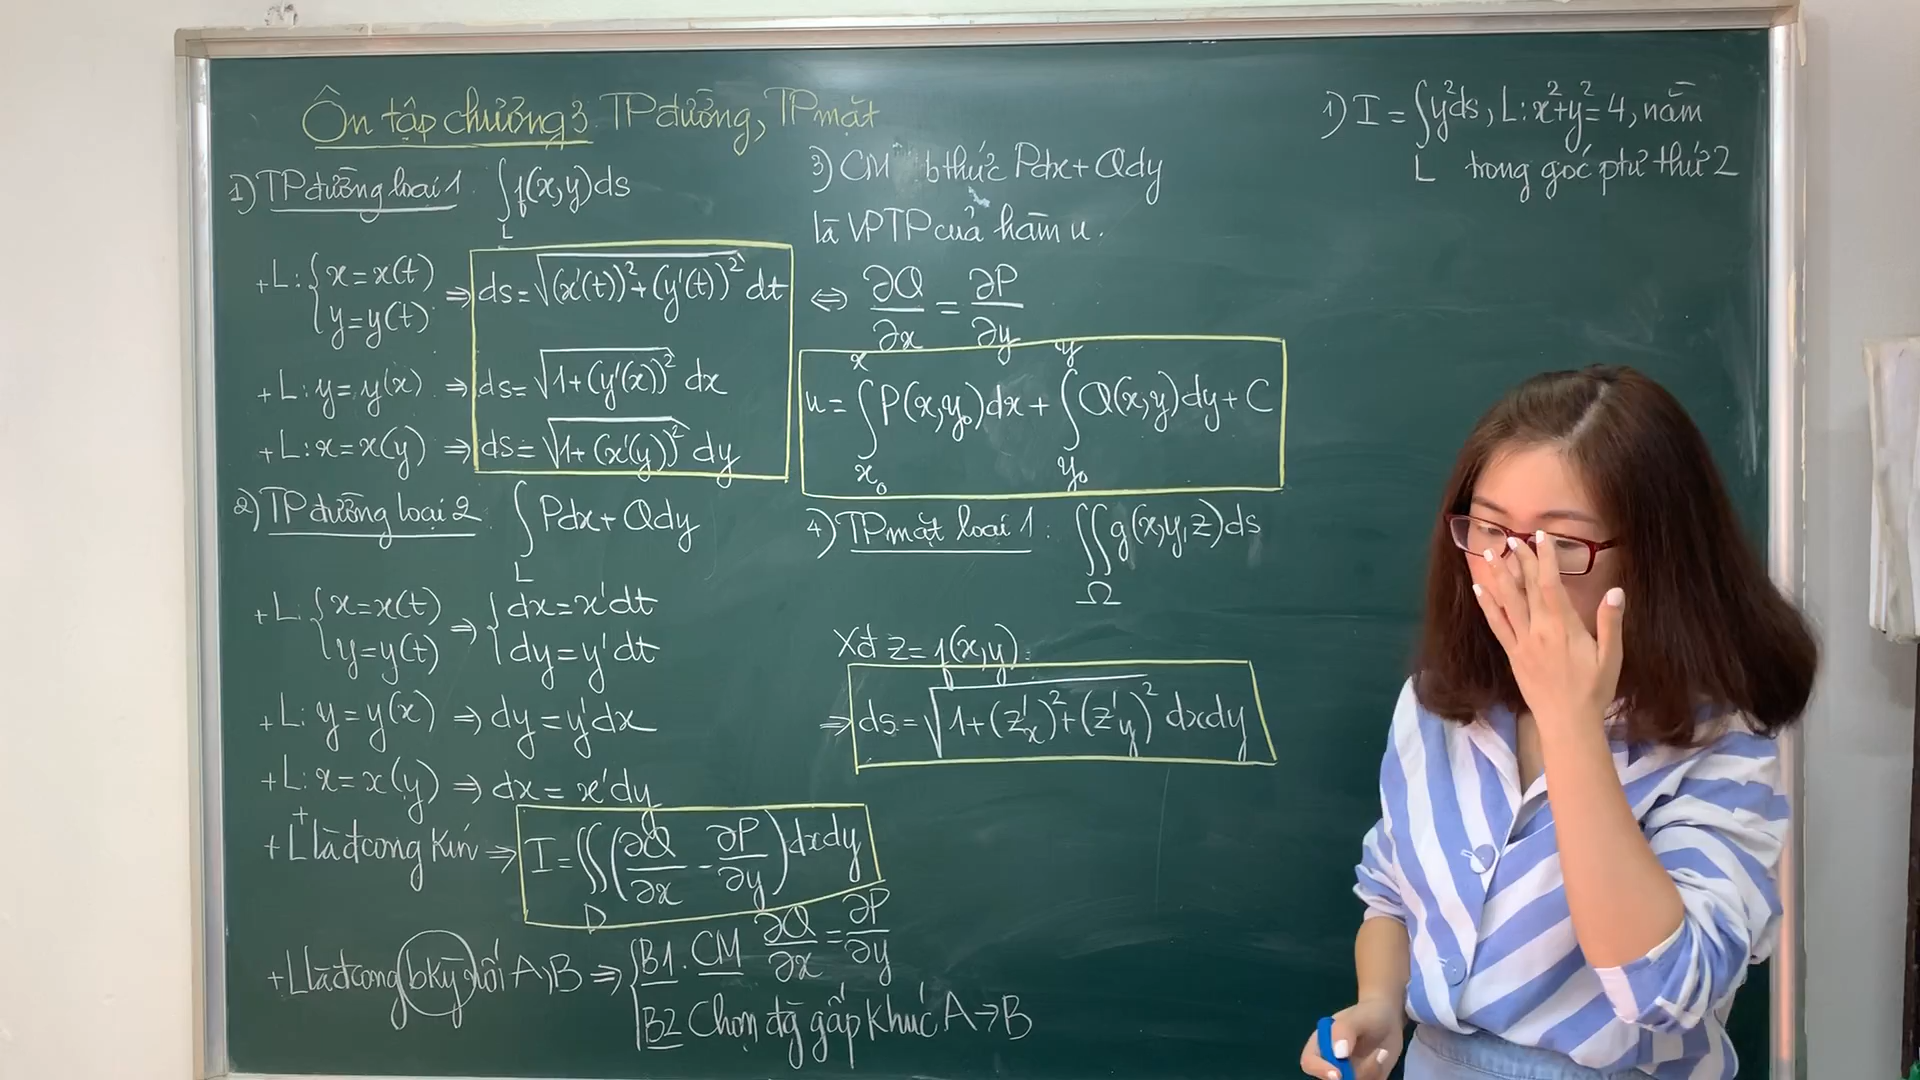 Ôn tập chương 3 TP đường, TP mặt
1) TP đường loại 1. ∫_L f(x,y)ds
+L: {x=x(t) y=y(t) ⇒ ds=√((x'(t))²+(y'(t))²) dt
+L: y=y(x) ⇒ ds=√(1+(y'(x))²) dx
+L: x=x(y) ⇒ ds=√(1+(x'(y))²) dy
2) TP đường loại 2. ∫_L Pdx+Qdy
+L: {x=x(t) y=y(t) ⇒ {dx=x'dt dy=y'dt
+L: y=y(x) ⇒ dy=y'dx
+L: x=x(y) ⇒ dx=x'dy
+L⁺ là đ cong kín ⇒ I=∬_D (∂Q/∂x - ∂P/∂y) dxdy
+L là đ cong bkỳ nối A,B ⇒ {B1. CM ∂Q/∂x = ∂P/∂y
B2 Chọn đg gấp khúc A→B
3) CM bthức Pdx+Qdy
là VPTP của hàm u.
⇔ ∂Q/∂x = ∂P/∂y
u=∫_{x₀}^{x} P(x,y₀)dx + ∫_{y₀}^{y} Q(x,y)dy + C
4) TP mặt loại 1: ∬_Ω g(x,y,z)ds
Xđ z=f(x,y).
⇒ ds=√(1+(z'x)²+(z'y)²) dxdy
1) I = ∫_L y²ds, L: x²+y²=4, nằm
trong góc ptư thứ 2